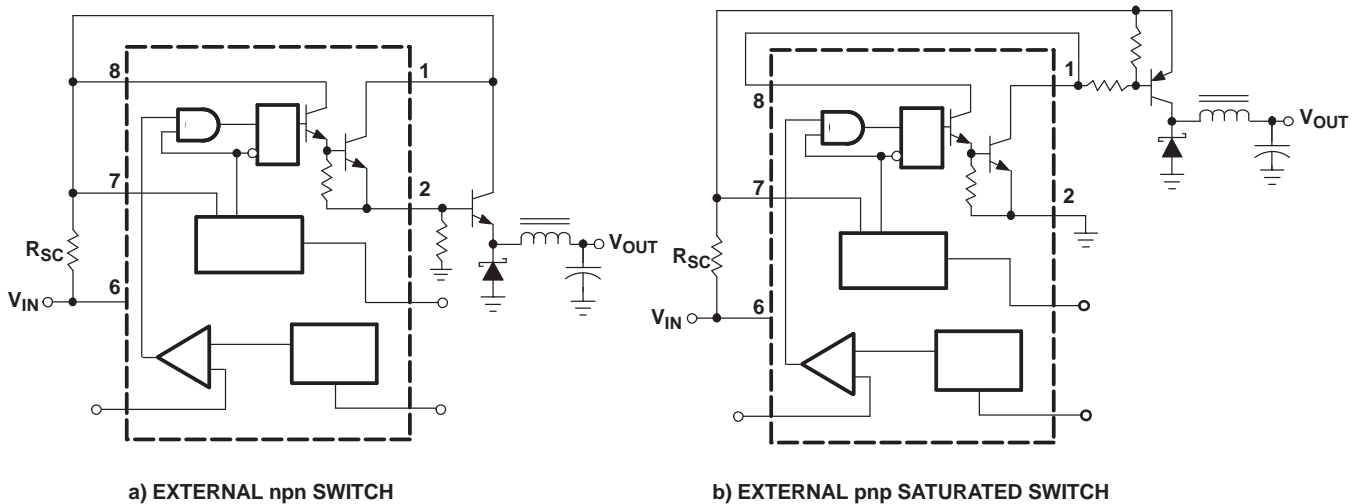 8
1
7
2
RSC
VIN
6
VOUT
a) EXTERNAL npn SWITCH
8
1
7
2
RSC
VIN
6
VOUT
b) EXTERNAL pnp SATURATED SWITCH